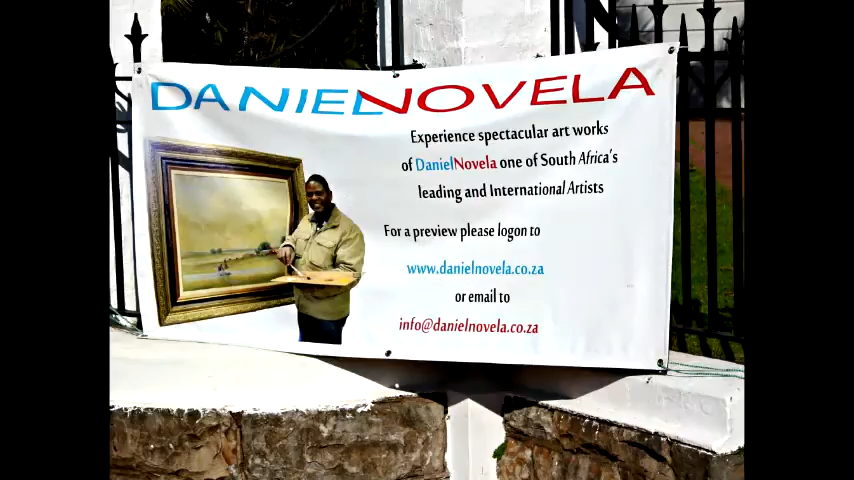 DANIELNOVELA
Experience spectacular art works
of DanielNovela one of South Africa's
leading and International Artists
For a preview please logon to
www.danielnovela.co.za
or email to
info@danielnovela.co.za